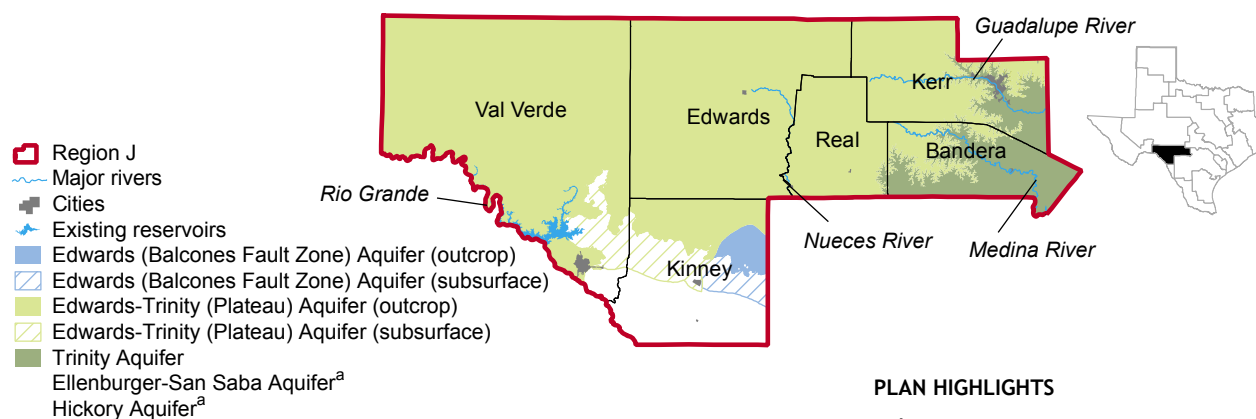 Guadalupe River
Kerr
Val Verde
Edwards
Real
Bandera
Rio Grande
Nueces River
Medina River
Kinney
Region J
Major rivers
Cities
Existing reservoirs
Edwards (Balcones Fault Zone) Aquifer (outcrop)
Edwards (Balcones Fault Zone) Aquifer (subsurface)
Edwards-Trinity (Plateau) Aquifer (outcrop)
Edwards-Trinity (Plateau) Aquifer (subsurface)
Trinity Aquifer
Ellenburger-San Saba Aquifera
Hickory Aquifera
PLAN HIGHLIGHTS